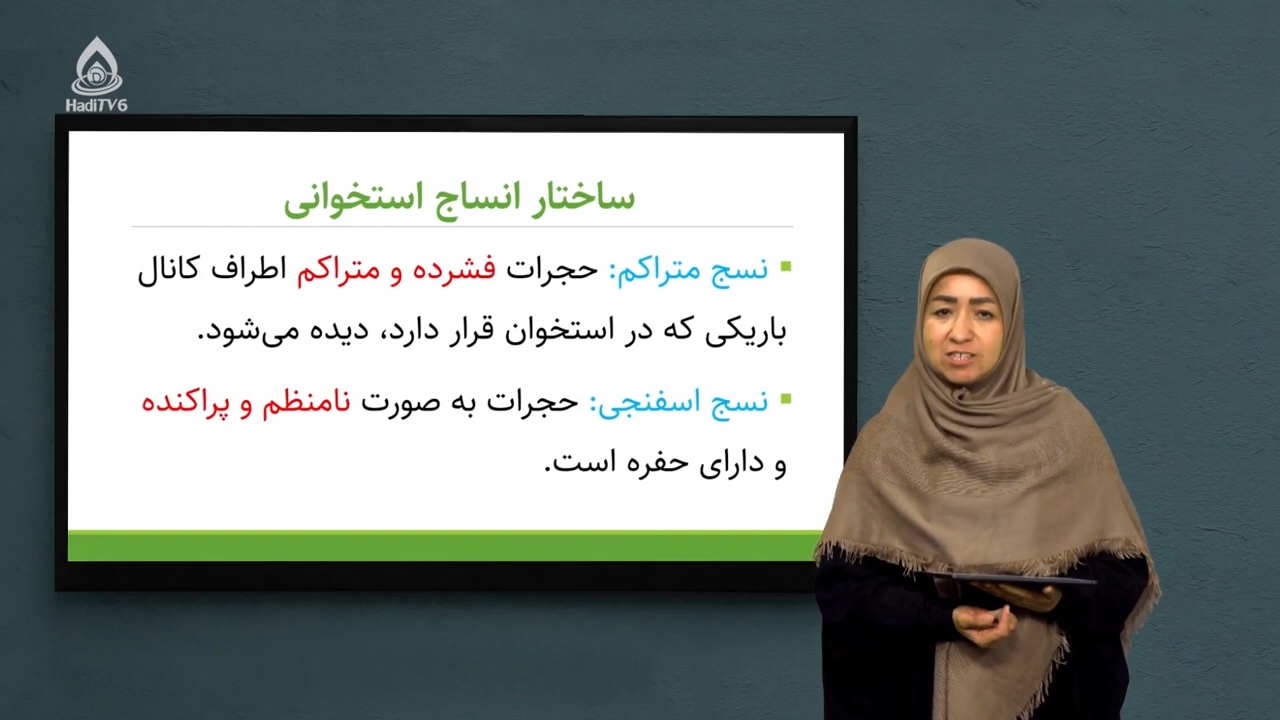 HadiTV6
ساختار انساج استخوانی
نسج متراکم: حجرات فشرده و متراکم اطراف کانال
باریکی که در استخوان قرار دارد، دیده می‌شود.
نسج اسفنجی: حجرات به صورت نامنظم و پراکنده
و دارای حفره است.